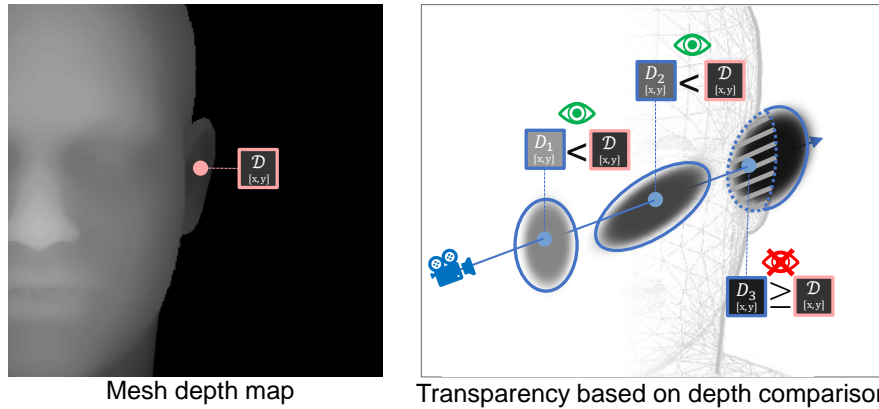 𝒟
[x,y]
Mesh depth map
D₁
[x,y]
<
𝒟
[x,y]
D₂
[x,y]
<
𝒟
[x,y]
D₃
[x,y]
≥
𝒟
[x,y]
Transparency based on depth comparison